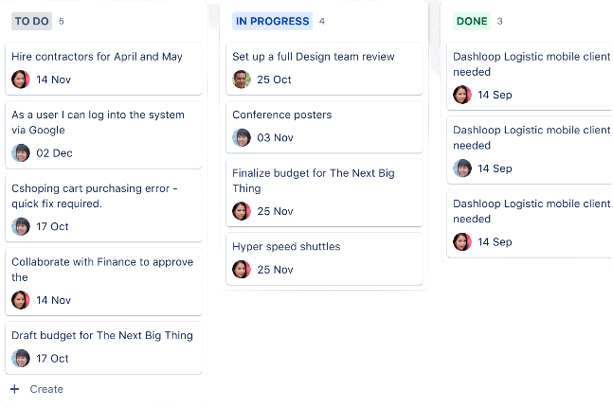 TO DO 5
Hire contractors for April and May
14 Nov
As a user I can log into the system
via Google
02 Dec
Cshoping cart purchasing error -
quick fix required.
17 Oct
Collaborate with Finance to approve
the
14 Nov
Draft budget for The Next Big Thing
17 Oct
+ Create
IN PROGRESS 4
Set up a full Design team review
25 Oct
Conference posters
03 Nov
Finalize budget for The Next Big
Thing
25 Nov
Hyper speed shuttles
25 Nov
DONE 3
Dashloop Logistic mobile client
needed
14 Sep
Dashloop Logistic mobile client
needed
14 Sep
Dashloop Logistic mobile client
needed
14 Sep